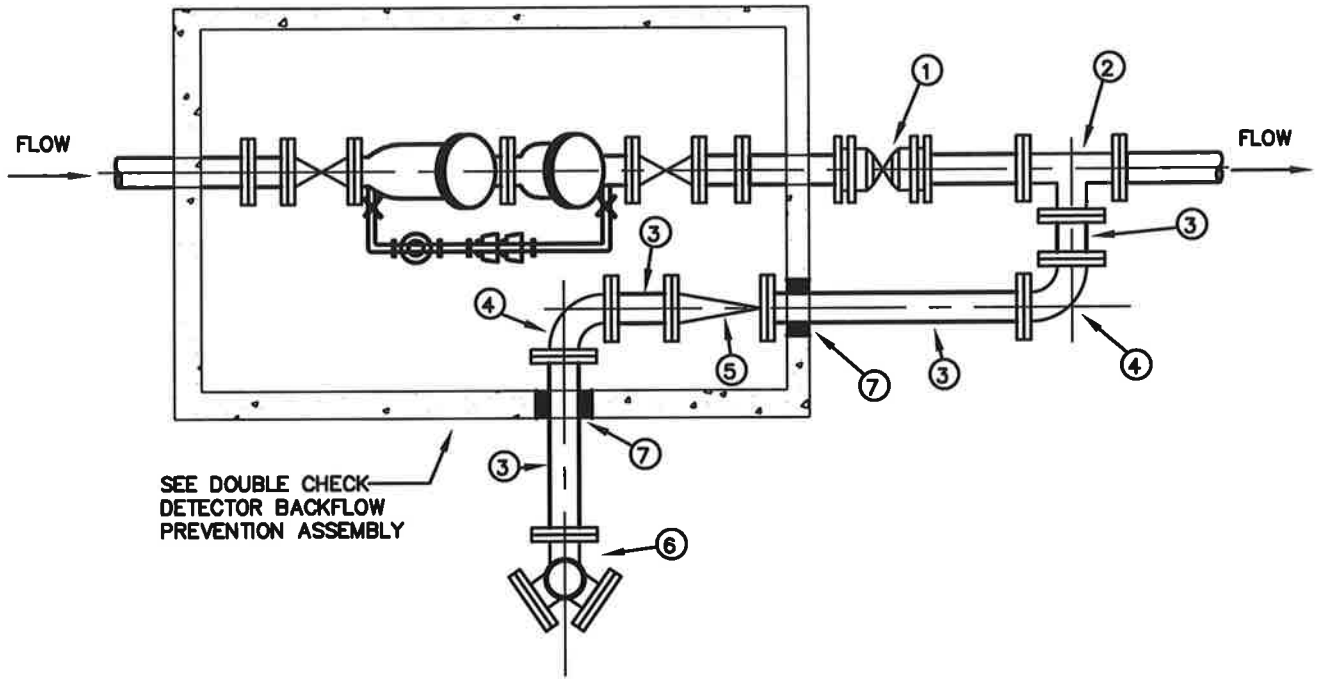 1
2
FLOW
FLOW
3
3
4
5
7
3
4
7
3
SEE DOUBLE CHECK
DETECTOR BACKFLOW
PREVENTION ASSEMBLY
6